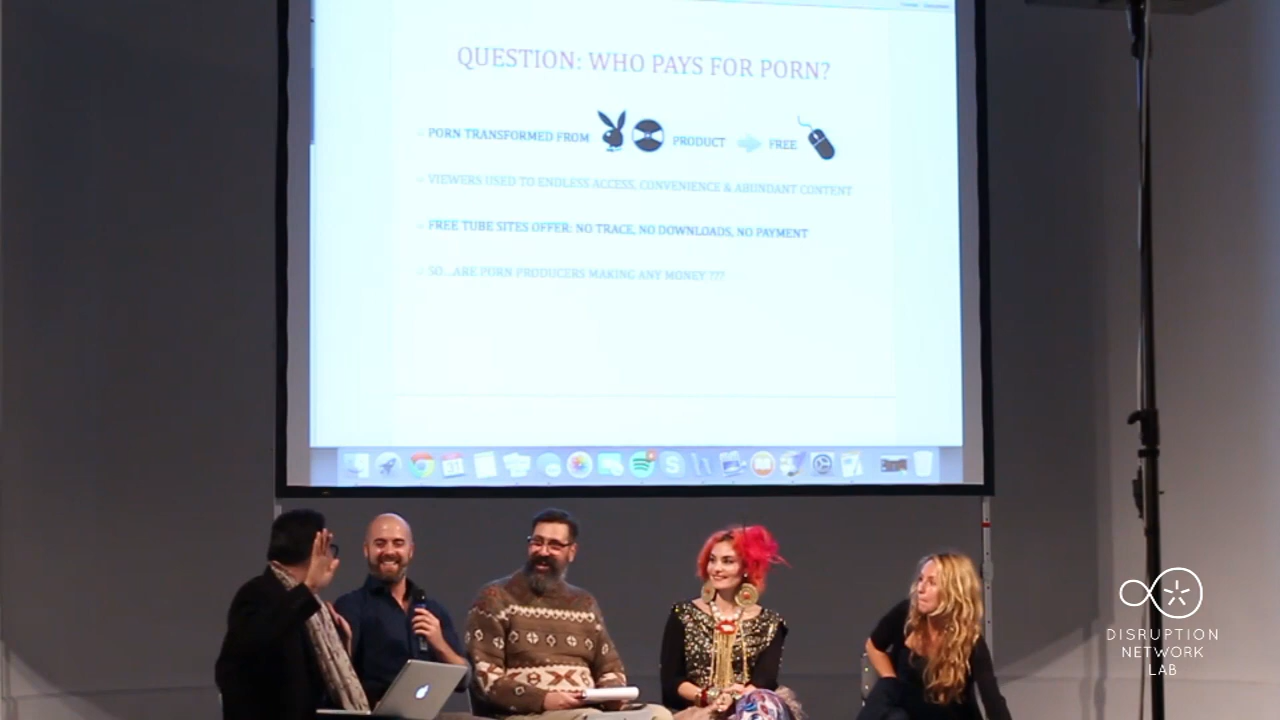 QUESTION: WHO PAYS FOR PORN?
PORN TRANSFORMED FROM PRODUCT FREE
VIEWERS USED TO ENDLESS ACCESS, CONVENIENCE & ABUNDANT CONTENT
FREE TUBE SITES OFFER: NO TRACE, NO DOWNLOADS, NO PAYMENT
SO...ARE PORN PRODUCERS MAKING ANY MONEY ???
31
DISRUPTION
NETWORK
LAB